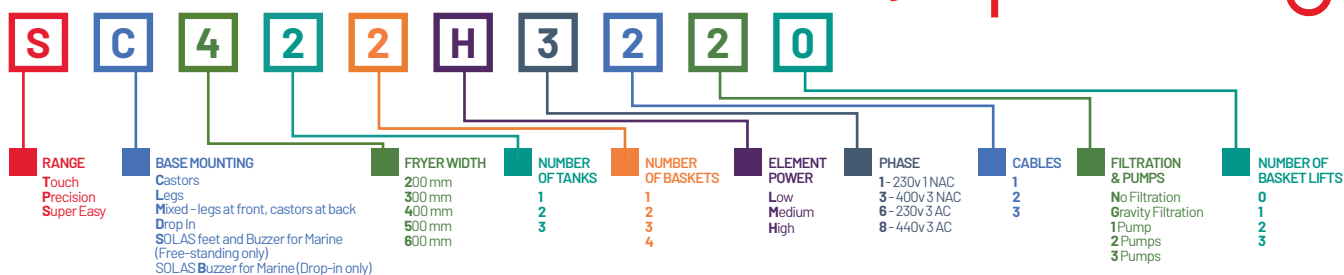 S C 4 2 2 H 3 2 2 0
RANGE
Touch
Precision
Super Easy
BASE MOUNTING
Castors
Legs
Mixed - legs at front, castors at back
Drop In
SOLAS feet and Buzzer for Marine
(Free-standing only)
SOLAS Buzzer for Marine (Drop-in only)
FRYER WIDTH
200 mm
300 mm
400 mm
500 mm
600 mm
NUMBER
OF TANKS
1
2
3
NUMBER
OF BASKETS
1
2
3
4
ELEMENT
POWER
Low
Medium
High
PHASE
1 - 230v 1 NAC
3 - 400v 3 NAC
6 - 230v 3 AC
8 - 440v 3 AC
CABLES
1
2
3
FILTRATION
& PUMPS
No Filtration
Gravity Filtration
1 Pump
2 Pumps
3 Pumps
NUMBER OF
BASKET LIFTS
0
1
2
3